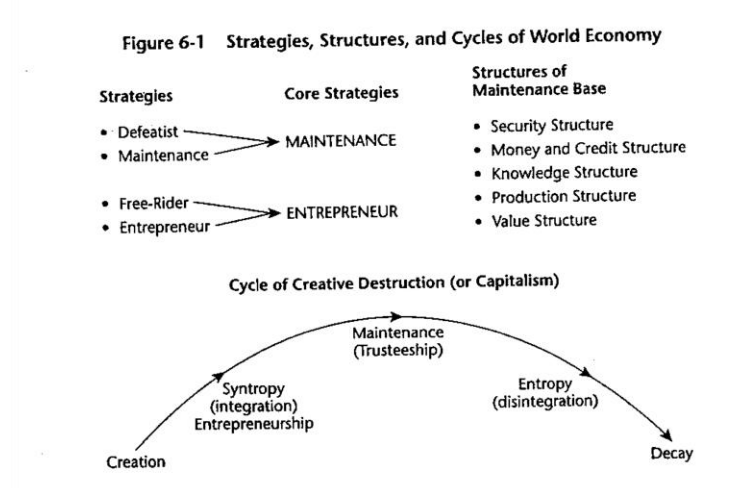 Figure 6-1 Strategies, Structures, and Cycles of World Economy
Strategies
• Defeatist
• Maintenance
• Free-Rider
• Entrepreneur
Core Strategies
MAINTENANCE
ENTREPRENEUR
Structures of
Maintenance Base
• Security Structure
• Money and Credit Structure
• Knowledge Structure
• Production Structure
• Value Structure
Cycle of Creative Destruction (or Capitalism)
Creation
Syntropy
(integration)
Entrepreneurship
Maintenance
(Trusteeship)
Entropy
(disintegration)
Decay